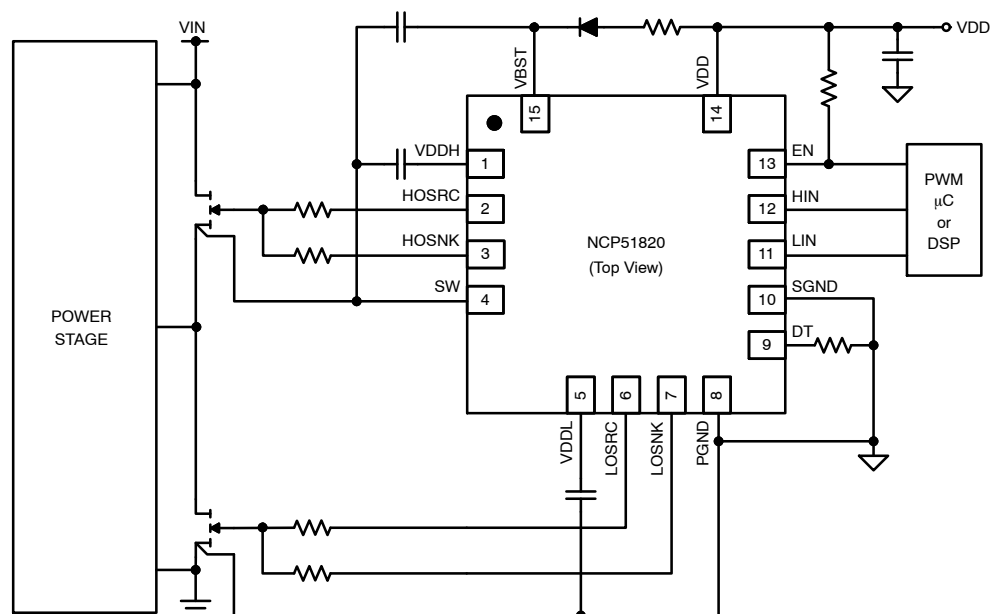 VIN
VDD
VBST
VDD
15
14
VDDH
1
13
EN
PWM
μC
or
DSP
HOSRC
2
12
HIN
HOSNK
3
NCP51820
(Top View)
11
LIN
SW
4
10
SGND
POWER
STAGE
9
DT
5
6
7
8
VDDL
LOSRC
LOSNK
PGND